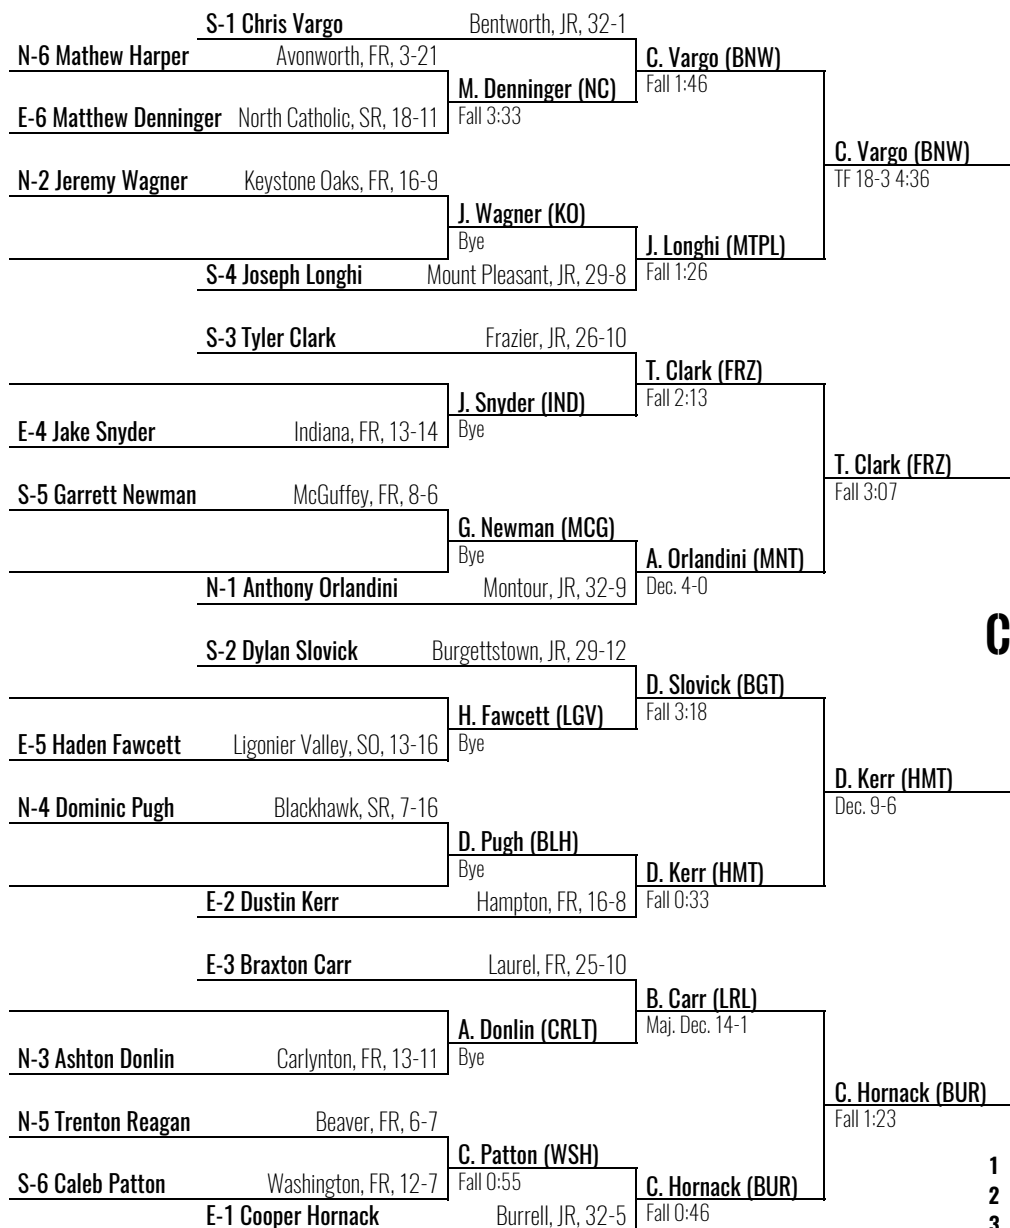 S-1 Chris Vargo Bentworth, JR, 32-1
N-6 Mathew Harper Avonworth, FR, 3-21 C. Vargo (BNW)
M. Denninger (NC) Fall 1:46
E-6 Matthew Denninger North Catholic, SR, 18-11 Fall 3:33
C. Vargo (BNW)
N-2 Jeremy Wagner Keystone Oaks, FR, 16-9 TF 18-3 4:36
J. Wagner (KO)
Bye J. Longhi (MTPL)
S-4 Joseph Longhi Mount Pleasant, JR, 29-8 Fall 1:26
S-3 Tyler Clark Frazier, JR, 26-10
T. Clark (FRZ)
J. Snyder (IND) Fall 2:13
E-4 Jake Snyder Indiana, FR, 13-14 Bye
T. Clark (FRZ)
S-5 Garrett Newman McGuffey, FR, 8-6 Fall 3:07
G. Newman (MCG)
Bye A. Orlandini (MNT)
N-1 Anthony Orlandini Montour, JR, 32-9 Dec. 4-0
C
S-2 Dylan Slovick Burgettstown, JR, 29-12
D. Slovick (BGT)
H. Fawcett (LGV) Fall 3:18
E-5 Haden Fawcett Ligonier Valley, SO, 13-16 Bye
D. Kerr (HMT)
N-4 Dominic Pugh Blackhawk, SR, 7-16 Dec. 9-6
D. Pugh (BLH)
Bye D. Kerr (HMT)
E-2 Dustin Kerr Hampton, FR, 16-8 Fall 0:33
E-3 Braxton Carr Laurel, FR, 25-10
B. Carr (LRL)
A. Donlin (CRLT) Maj. Dec. 14-1
N-3 Ashton Donlin Carlynton, FR, 13-11 Bye
C. Hornack (BUR)
N-5 Trenton Reagan Beaver, FR, 6-7 Fall 1:23
C. Patton (WSH) 1
S-6 Caleb Patton Washington, FR, 12-7 Fall 0:55 C. Hornack (BUR) 2
E-1 Cooper Hornack Burrell, JR, 32-5 Fall 0:46 3